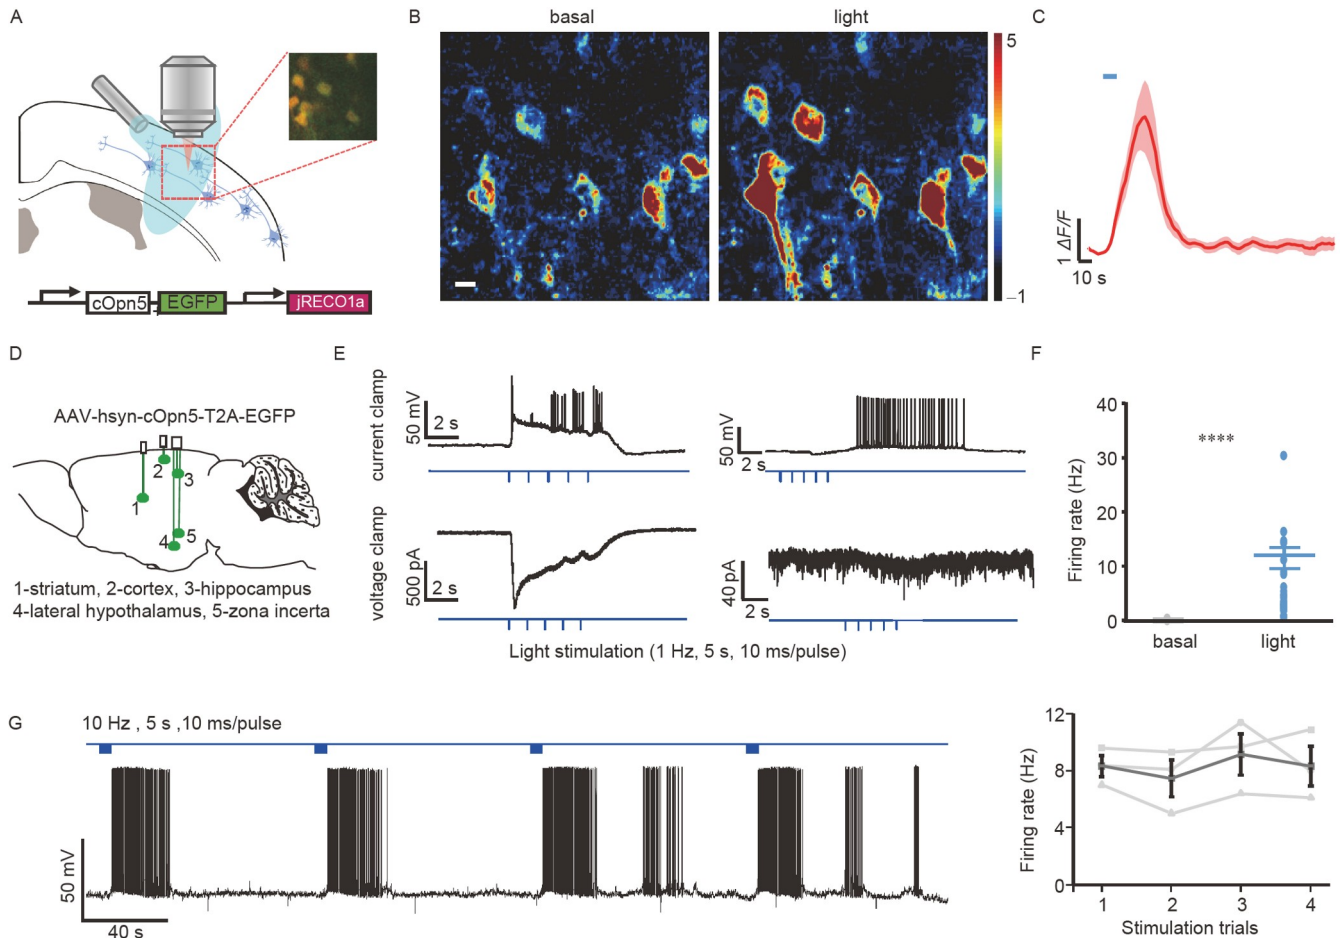 A
cOpn5
EGFP
jRECO1a
B
basal
light
5
−1
C
1 ΔF/F
10 s
D
AAV-hsyn-cOpn5-T2A-EGFP
1
2
3
4
5
1-striatum, 2-cortex, 3-hippocampus
4-lateral hypothalamus, 5-zona incerta
E
current clamp
50 mV
2 s
50 mV
2 s
voltage clamp
500 pA
2 s
40 pA
2 s
Light stimulation (1 Hz, 5 s, 10 ms/pulse)
F
Firing rate (Hz)
40
30
20
10
0
****
basal
light
G
10 Hz , 5 s ,10 ms/pulse
50 mV
40 s
Firing rate (Hz)
12
8
4
0
1
2
3
4
Stimulation trials